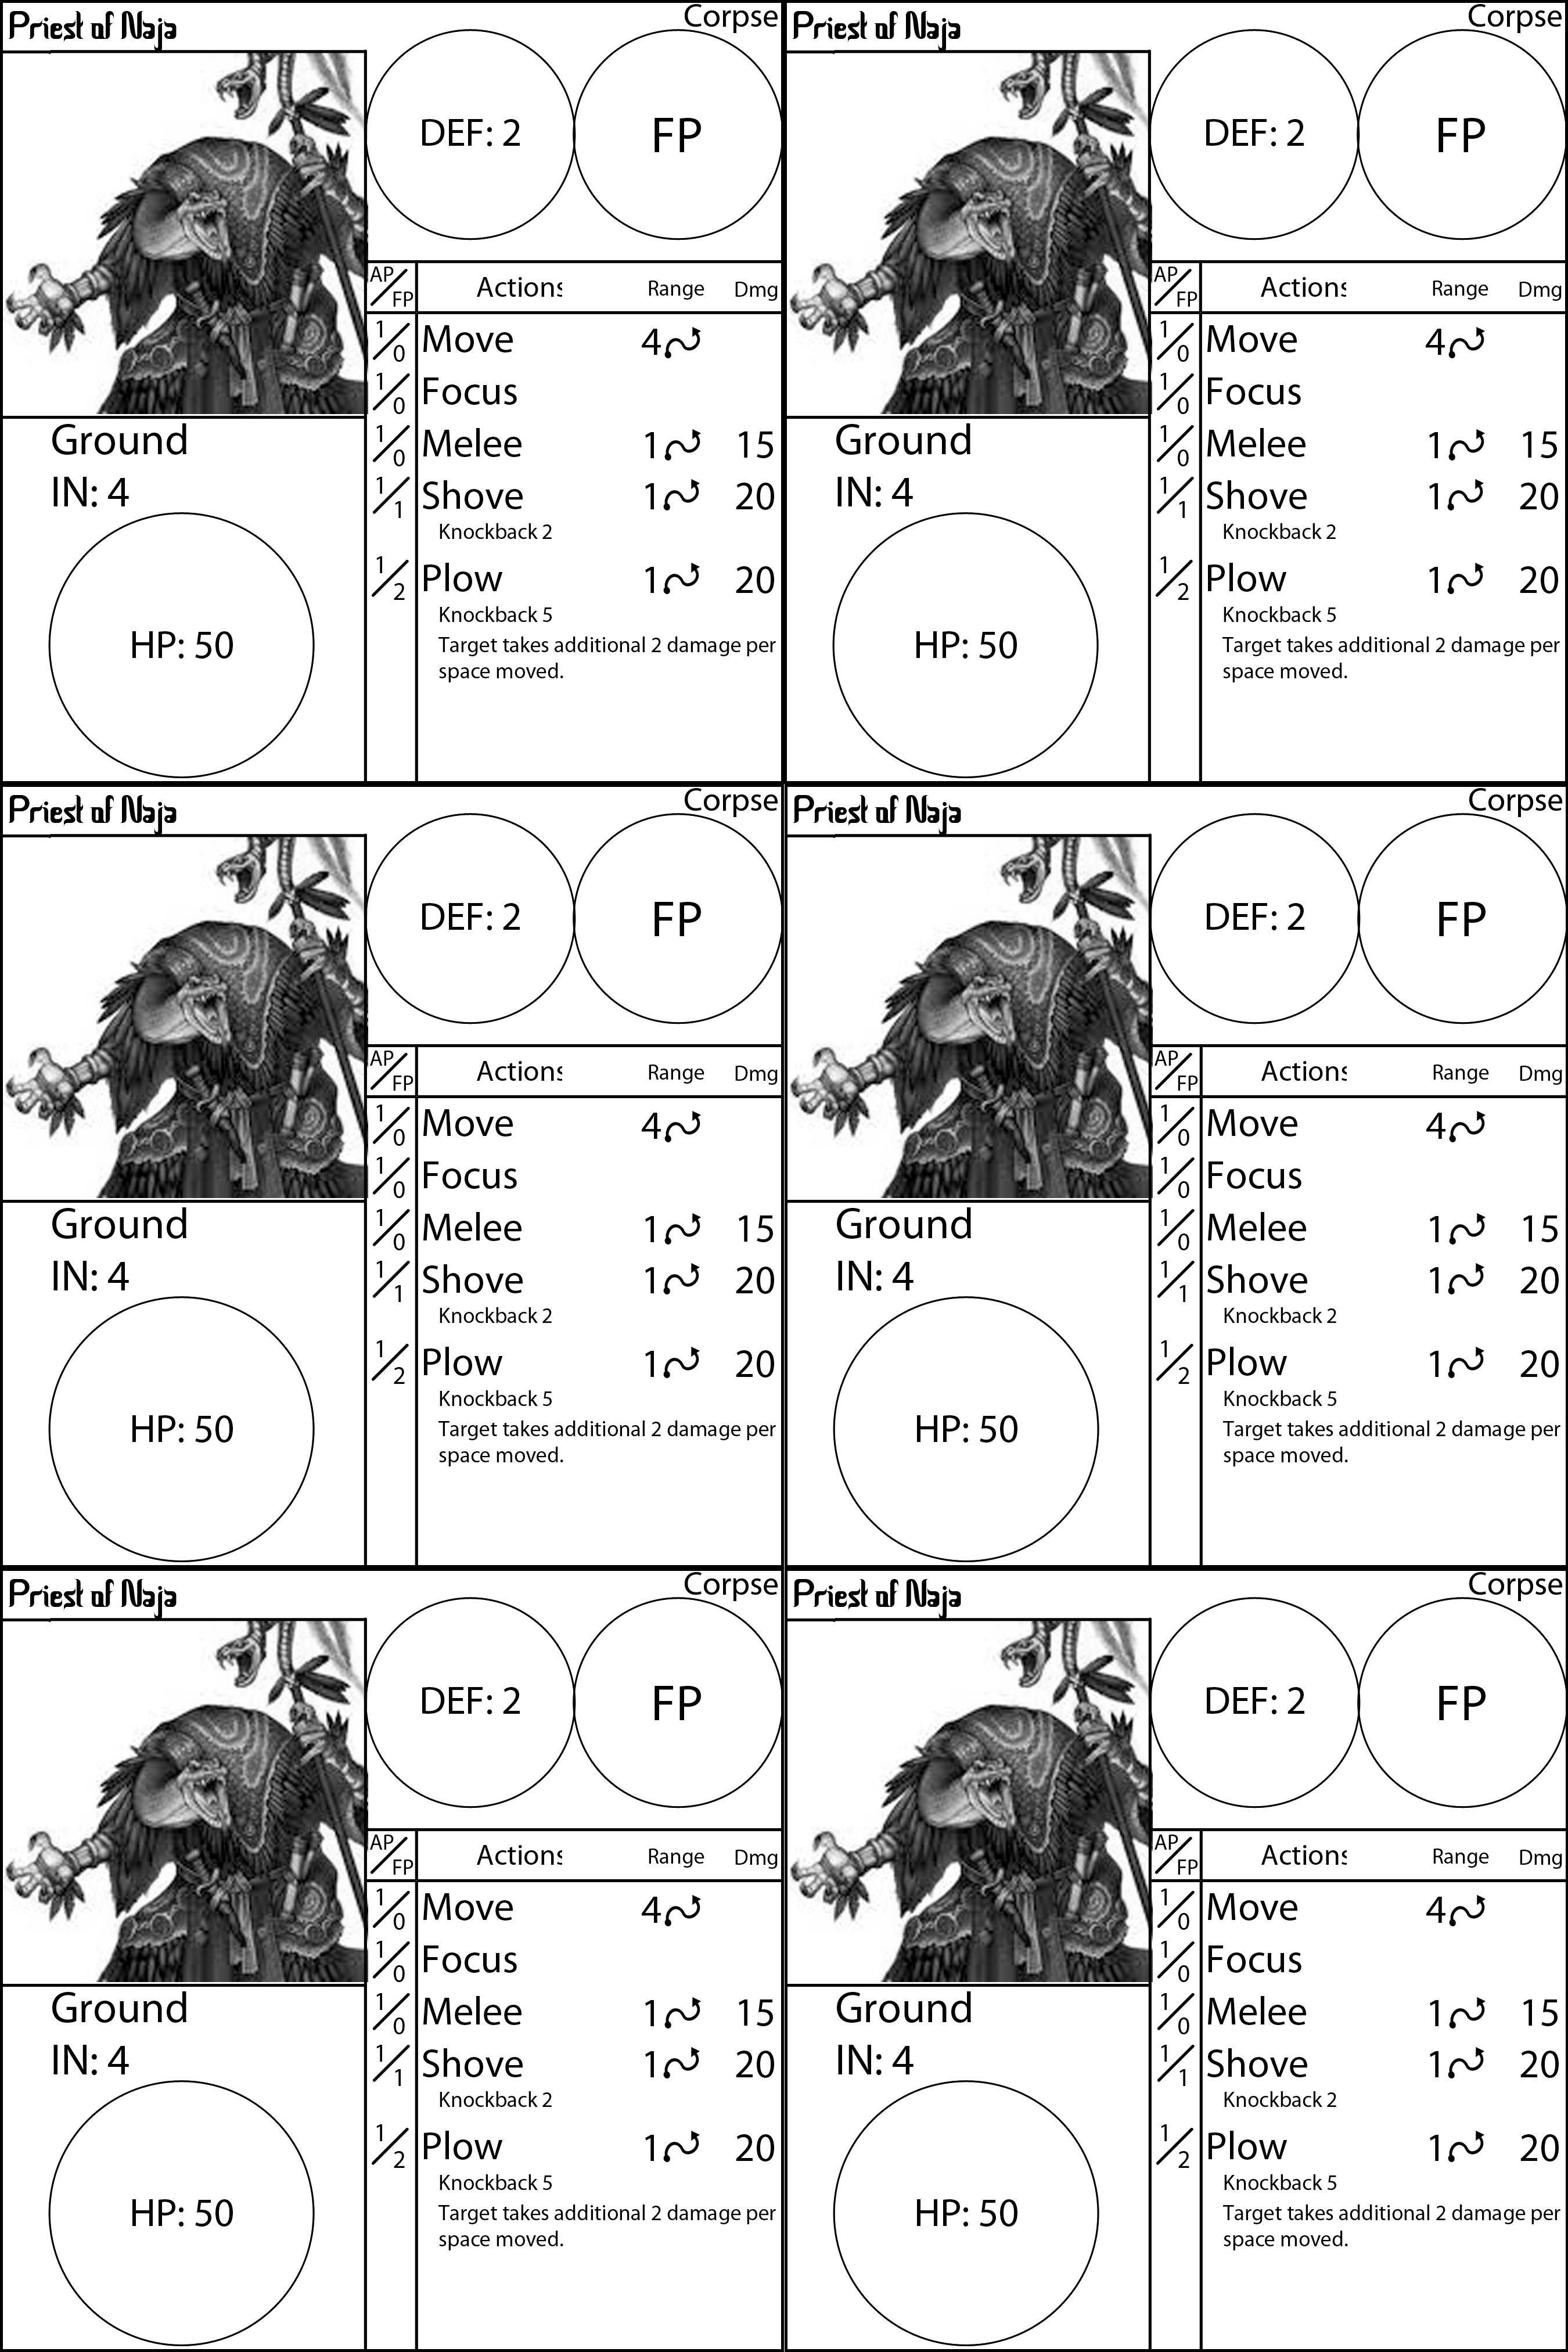 Priest of Naja
Corpse
DEF: 2
FP
AP/FP Actions Range Dmg
1/0 Move 4
1/0 Focus
1/0 Melee 1 15
1/1 Shove 1 20
Knockback 2
1/2 Plow 1 20
Knockback 5
Target takes additional 2 damage per
space moved.
Ground
IN: 4
HP: 50
Priest of Naja
Corpse
DEF: 2
FP
AP/FP Actions Range Dmg
1/0 Move 4
1/0 Focus
1/0 Melee 1 15
1/1 Shove 1 20
Knockback 2
1/2 Plow 1 20
Knockback 5
Target takes additional 2 damage per
space moved.
Ground
IN: 4
HP: 50
Priest of Naja
Corpse
DEF: 2
FP
AP/FP Actions Range Dmg
1/0 Move 4
1/0 Focus
1/0 Melee 1 15
1/1 Shove 1 20
Knockback 2
1/2 Plow 1 20
Knockback 5
Target takes additional 2 damage per
space moved.
Ground
IN: 4
HP: 50
Priest of Naja
Corpse
DEF: 2
FP
AP/FP Actions Range Dmg
1/0 Move 4
1/0 Focus
1/0 Melee 1 15
1/1 Shove 1 20
Knockback 2
1/2 Plow 1 20
Knockback 5
Target takes additional 2 damage per
space moved.
Ground
IN: 4
HP: 50
Priest of Naja
Corpse
DEF: 2
FP
AP/FP Actions Range Dmg
1/0 Move 4
1/0 Focus
1/0 Melee 1 15
1/1 Shove 1 20
Knockback 2
1/2 Plow 1 20
Knockback 5
Target takes additional 2 damage per
space moved.
Ground
IN: 4
HP: 50
Priest of Naja
Corpse
DEF: 2
FP
AP/FP Actions Range Dmg
1/0 Move 4
1/0 Focus
1/0 Melee 1 15
1/1 Shove 1 20
Knockback 2
1/2 Plow 1 20
Knockback 5
Target takes additional 2 damage per
space moved.
Ground
IN: 4
HP: 50